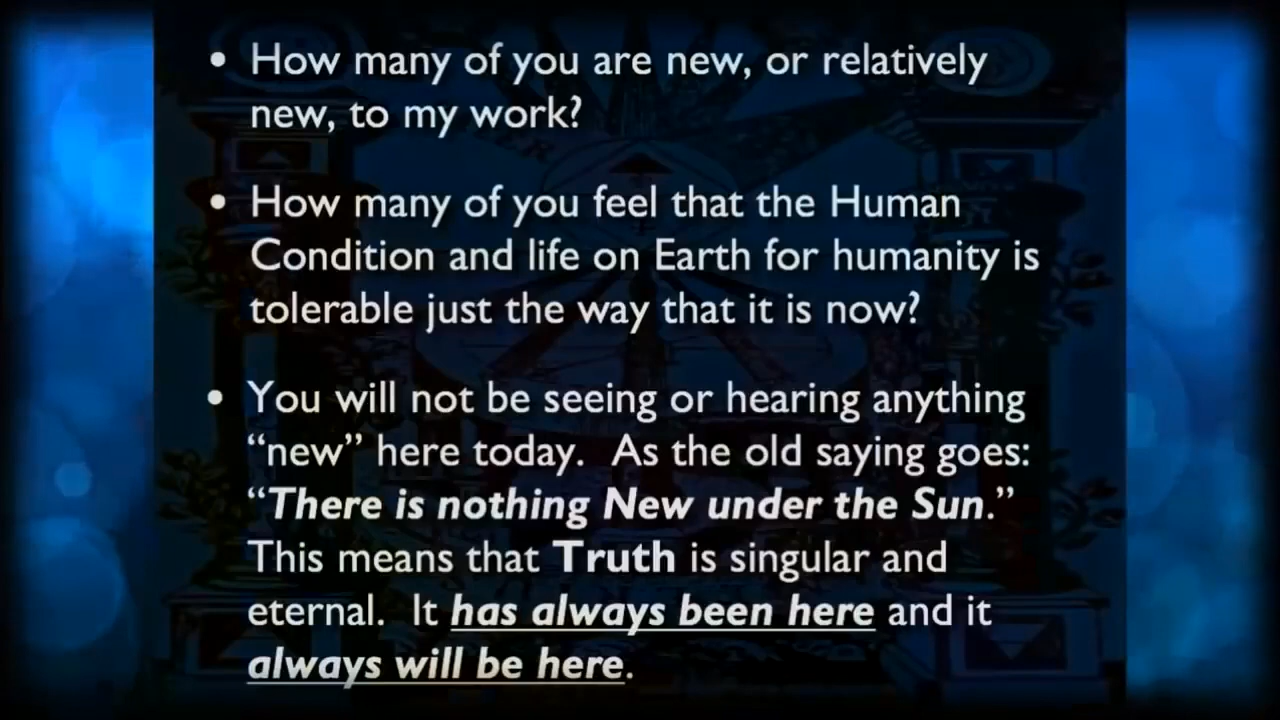 • How many of you are new, or relatively
new, to my work?
• How many of you feel that the Human
Condition and life on Earth for humanity is
tolerable just the way that it is now?
• You will not be seeing or hearing anything
“new” here today.  As the old saying goes:
“There is nothing New under the Sun.”
This means that Truth is singular and
eternal.  It has always been here and it
always will be here.